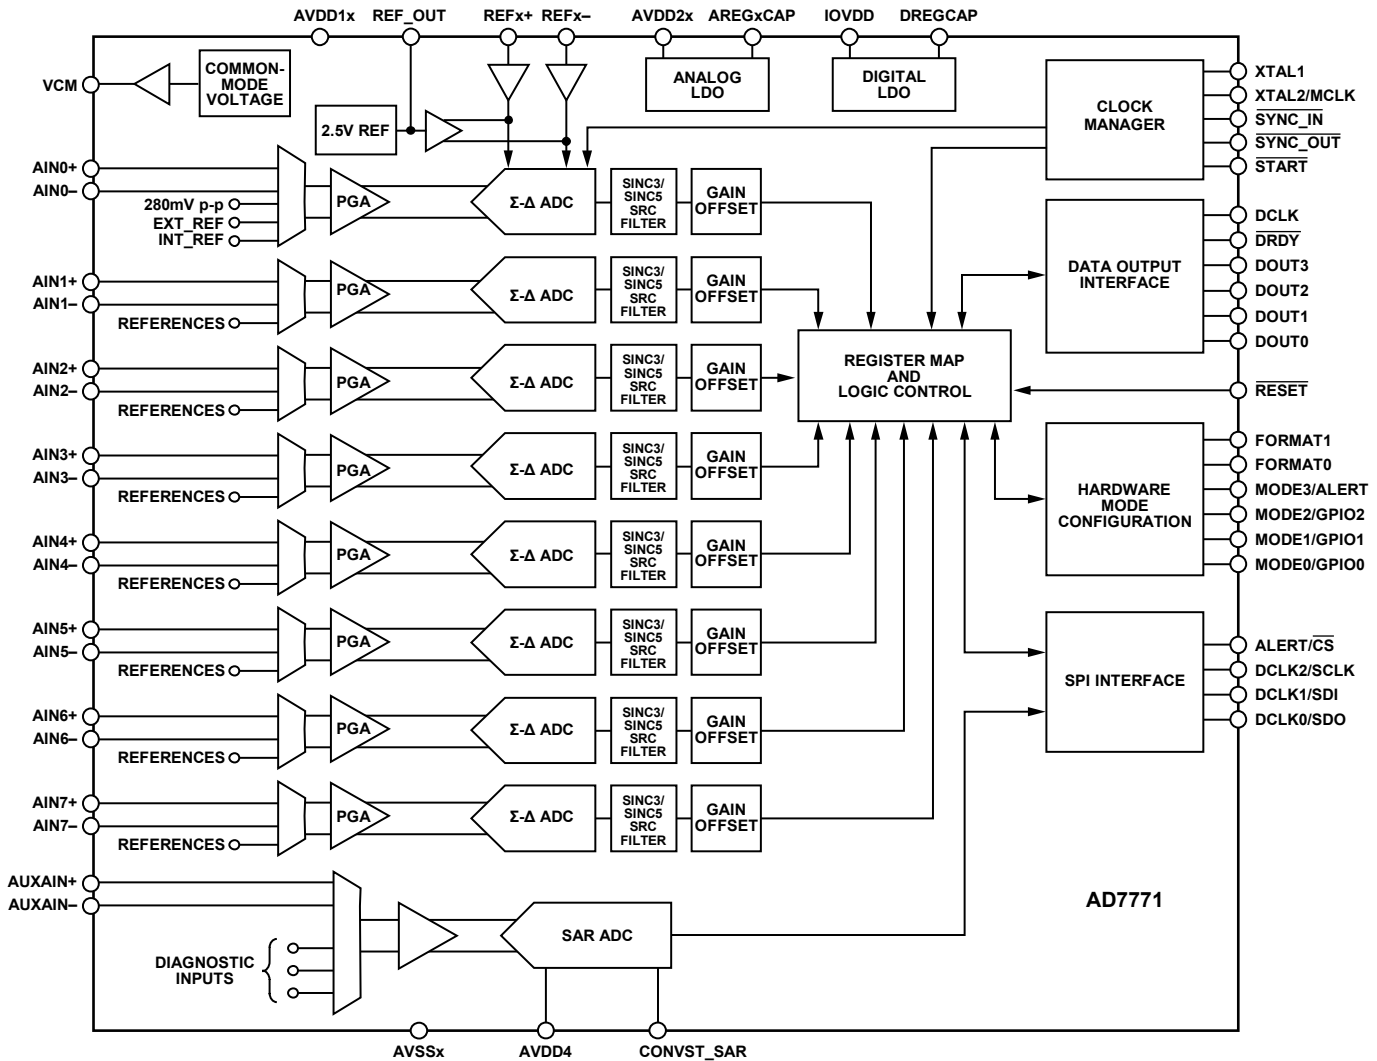 AVDD1x REF_OUT REFx+ REFx– AVDD2x AREGxCAP IOVDD DREGCAP
VCM
COMMON-
MODE
VOLTAGE
2.5V REF
ANALOG
LDO
DIGITAL
LDO
CLOCK
MANAGER
XTAL1
XTAL2/MCLK
SYNC_IN
SYNC_OUT
START
AIN0+
AIN0–
280mV p-p
EXT_REF
INT_REF
PGA
Σ-Δ ADC
SINC3/
SINC5
SRC
FILTER
GAIN
OFFSET
DATA OUTPUT
INTERFACE
DCLK
DRDY
DOUT3
DOUT2
DOUT1
DOUT0
AIN1+
AIN1–
REFERENCES
PGA
Σ-Δ ADC
SINC3/
SINC5
SRC
FILTER
GAIN
OFFSET
AIN2+
AIN2–
REFERENCES
PGA
Σ-Δ ADC
SINC3/
SINC5
SRC
FILTER
GAIN
OFFSET
REGISTER MAP
AND
LOGIC CONTROL
RESET
AIN3+
AIN3–
REFERENCES
PGA
Σ-Δ ADC
SINC3/
SINC5
SRC
FILTER
GAIN
OFFSET
HARDWARE
MODE
CONFIGURATION
FORMAT1
FORMAT0
MODE3/ALERT
MODE2/GPIO2
MODE1/GPIO1
MODE0/GPIO0
AIN4+
AIN4–
REFERENCES
PGA
Σ-Δ ADC
SINC3/
SINC5
SRC
FILTER
GAIN
OFFSET
AIN5+
AIN5–
REFERENCES
PGA
Σ-Δ ADC
SINC3/
SINC5
SRC
FILTER
GAIN
OFFSET
SPI INTERFACE
ALERT/CS
DCLK2/SCLK
DCLK1/SDI
DCLK0/SDO
AIN6+
AIN6–
REFERENCES
PGA
Σ-Δ ADC
SINC3/
SINC5
SRC
FILTER
GAIN
OFFSET
AIN7+
AIN7–
REFERENCES
PGA
Σ-Δ ADC
SINC3/
SINC5
SRC
FILTER
GAIN
OFFSET
AUXAIN+
AUXAIN–
DIAGNOSTIC
INPUTS
SAR ADC
AD7771
AVSSx AVDD4 CONVST_SAR